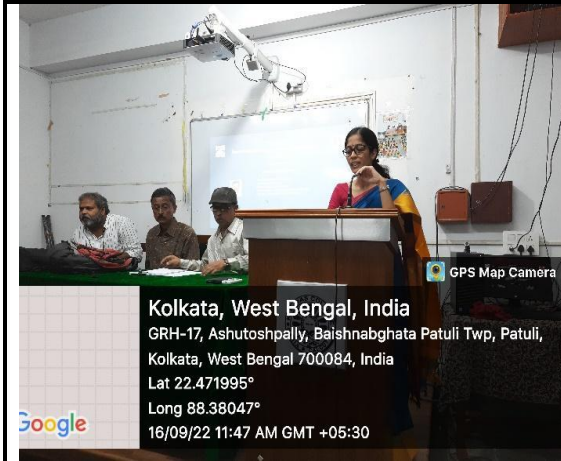 GPS Map Camera
Kolkata, West Bengal, India
GRH-17, Ashutoshpally, Baishnabghata Patuli Twp, Patuli,
Kolkata, West Bengal 700084, India
Lat 22.471995°
Long 88.38047°
16/09/22 11:47 AM GMT +05:30
Google